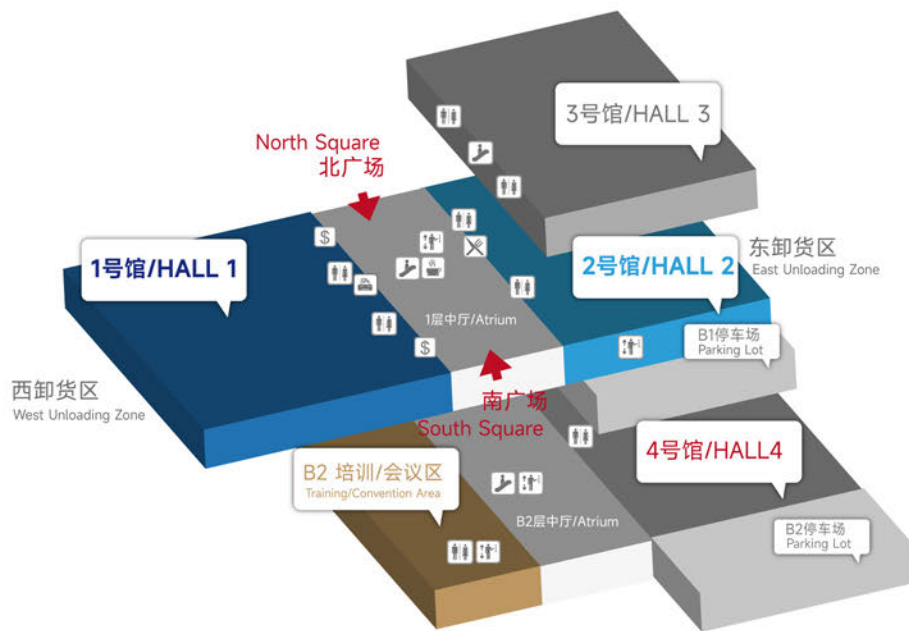 3号馆/HALL 3
North Square
北广场
$
1号馆/HALL 1
2号馆/HALL 2
东卸货区
East Unloading Zone
1层中厅/Atrium
B1停车场
Parking Lot
$
西卸货区
West Unloading Zone
南广场
South Square
4号馆/HALL4
B2 培训/会议区
Training/Convention Area
B2层中厅/Atrium
B2停车场
Parking Lot